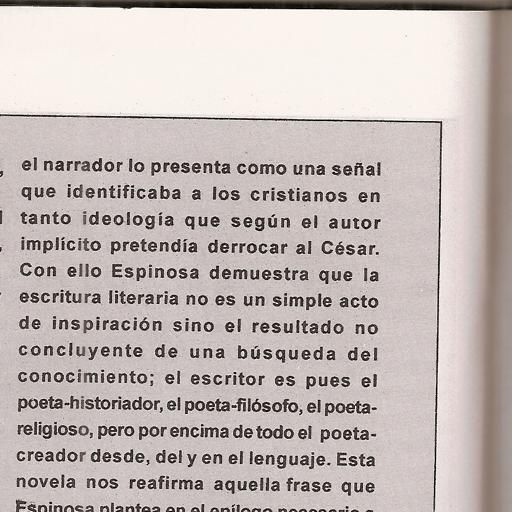 el narrador lo presenta como una señal
que identificaba a los cristianos en
tanto ideología que según el autor
implícito pretendía derrocar al César.
Con ello Espinosa demuestra que la
escritura literaria no es un simple acto
de inspiración sino el resultado no
concluyente de una búsqueda del
conocimiento; el escritor es pues el
poeta-historiador, el poeta-filósofo, el poeta-
religioso, pero por encima de todo el poeta-
creador desde, del y en el lenguaje. Esta
novela nos reafirma aquella frase que
Espinosa plantea en el epílogo necesario a